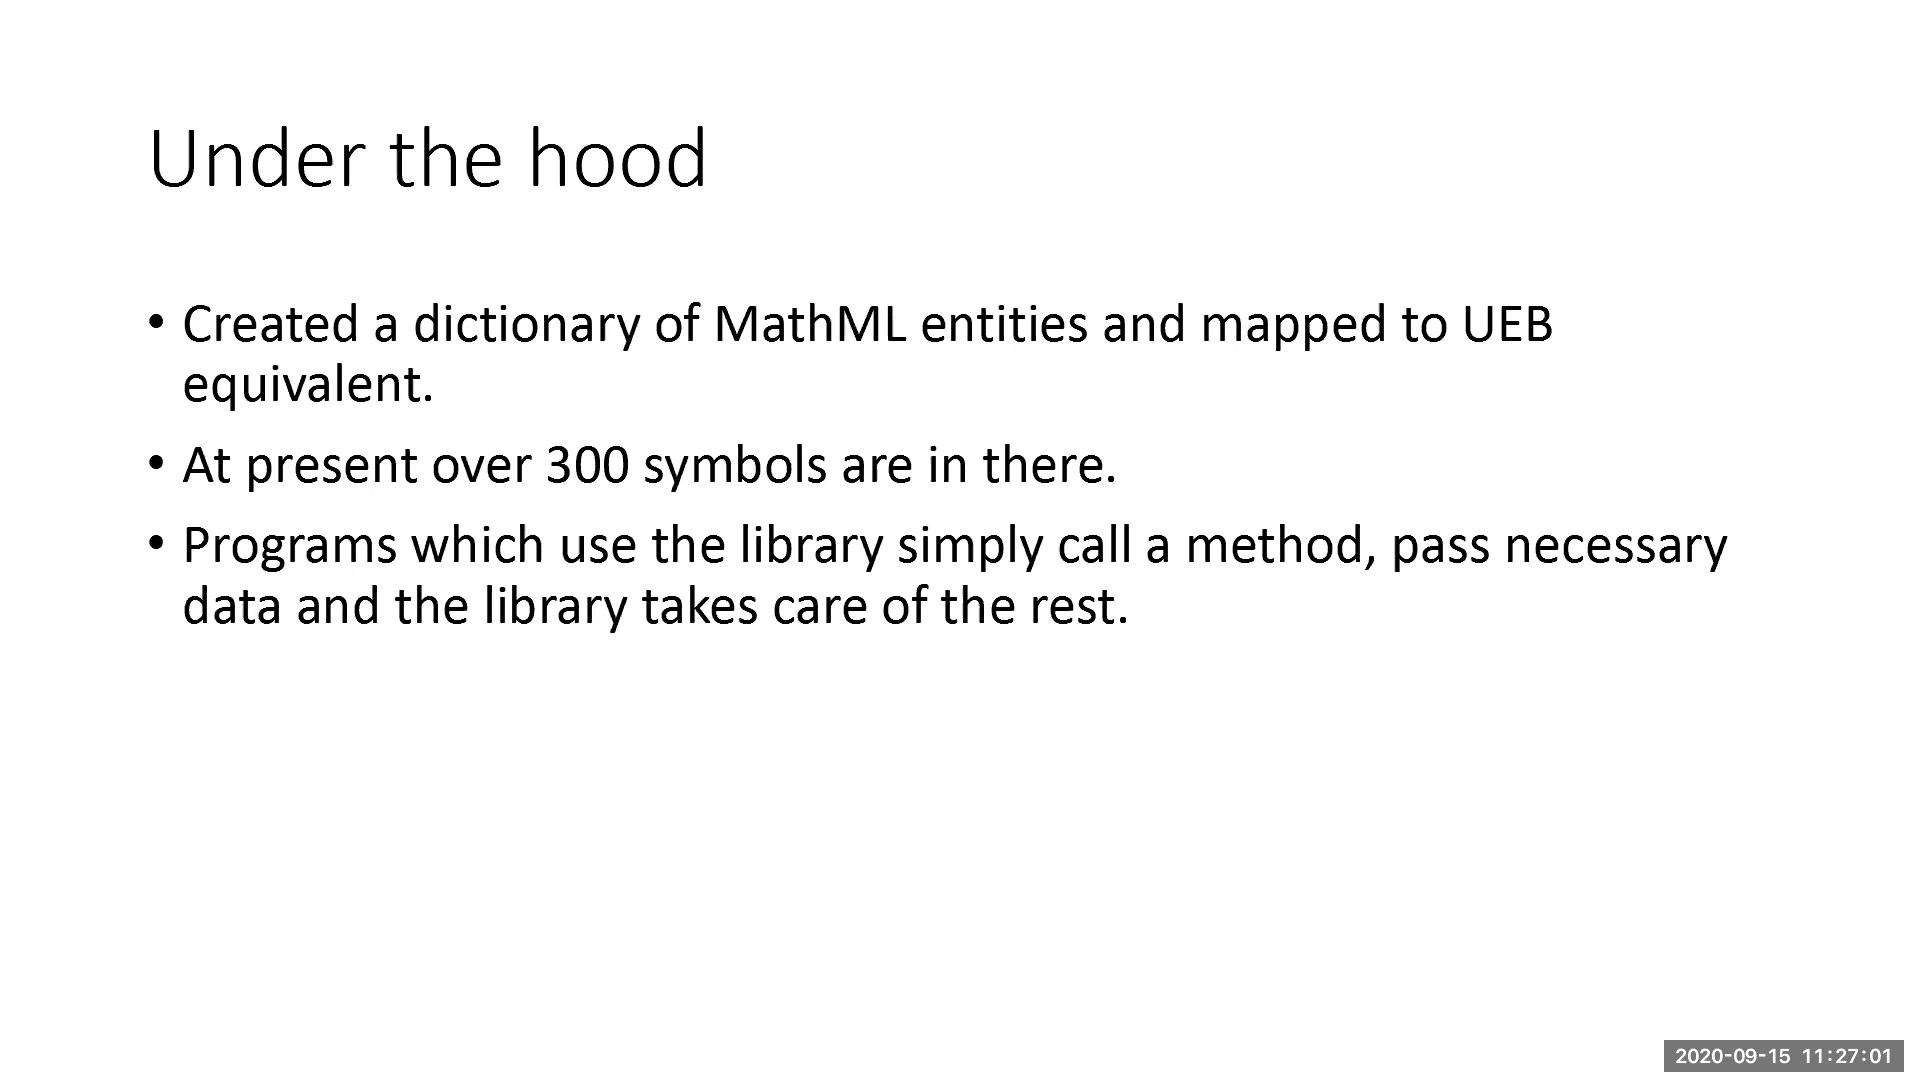 Under the hood
• Created a dictionary of MathML entities and mapped to UEB
equivalent.
• At present over 300 symbols are in there.
• Programs which use the library simply call a method, pass necessary
data and the library takes care of the rest.
2020-09-15 11:27:01